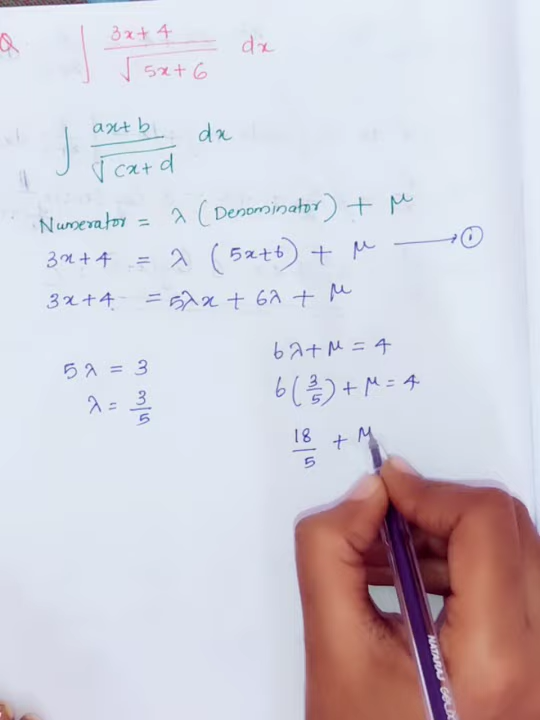 Q ∫ 3x+4 / √5x+6 dx
∫ ax+b / √cx+d dx
Numerator = λ (Denominator) + μ
3x+4 = λ (5x+6) + μ → ①
3x+4 = 5λx + 6λ + μ
5λ = 3
λ = 3/5
6λ+μ = 4
6(3/5) + μ = 4
18/5 + μ